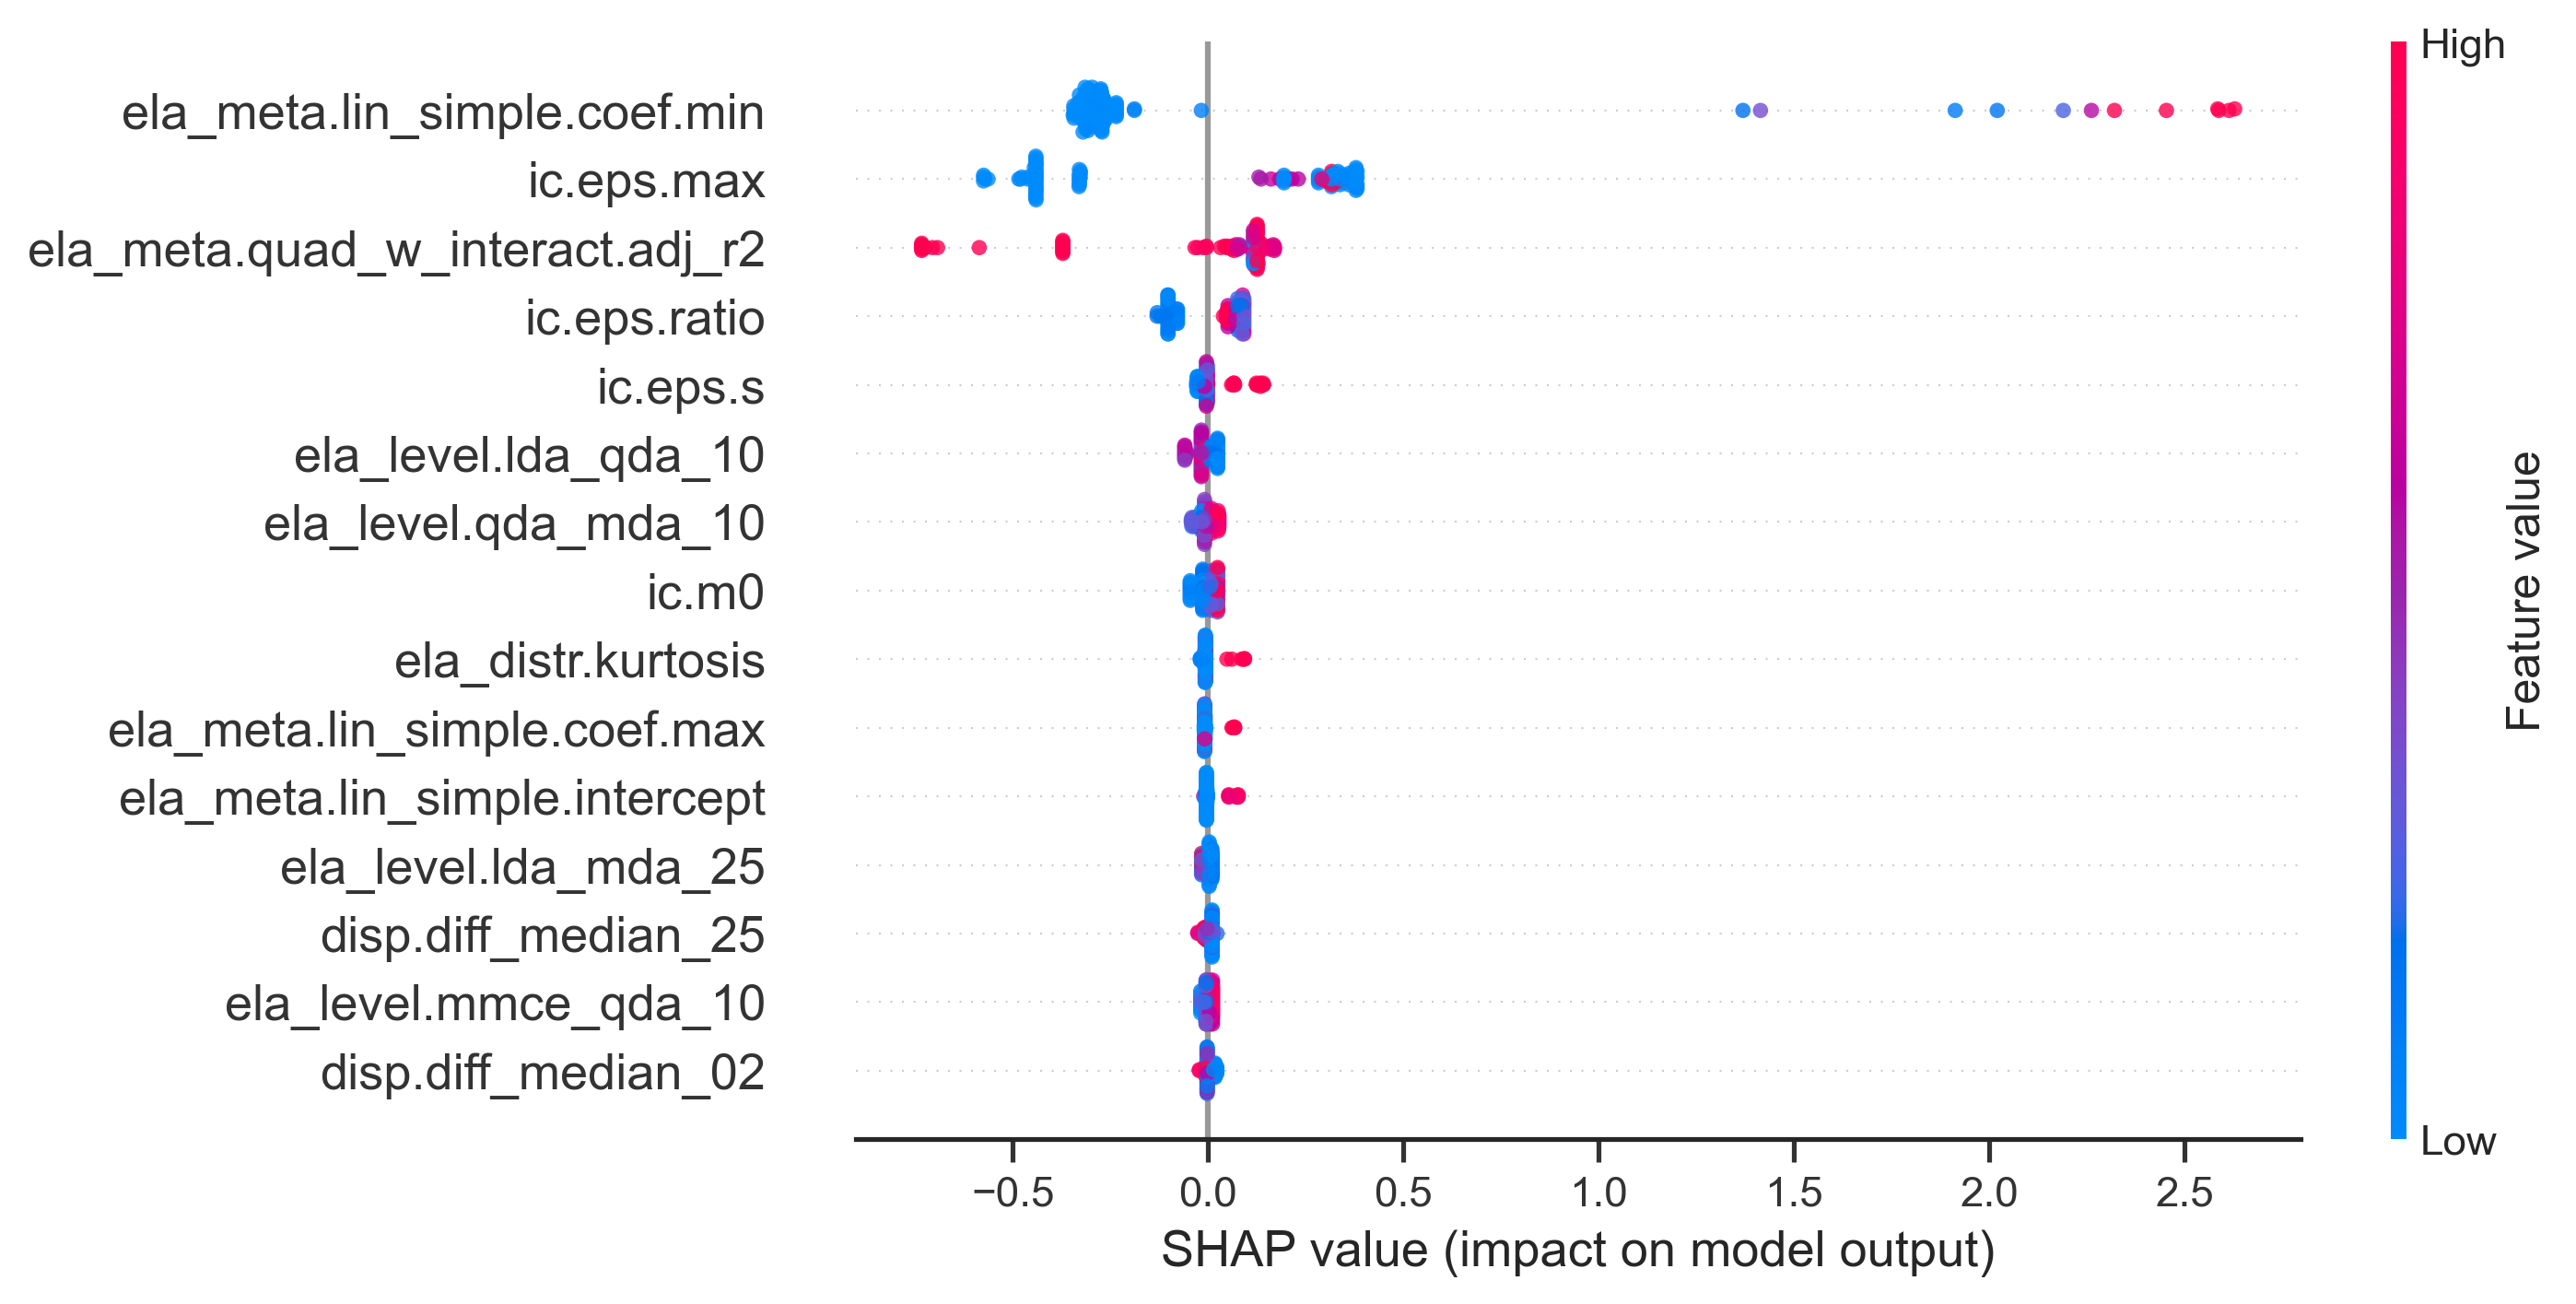 High
ela_meta.lin_simple.coef.min
ic.eps.max
ela_meta.quad_w_interact.adj_r2
ic.eps.ratio
ic.eps.s
ela_level.lda_qda_10
ela_level.qda_mda_10
ic.m0
ela_distr.kurtosis
ela_meta.lin_simple.coef.max
ela_meta.lin_simple.intercept
ela_level.lda_mda_25
disp.diff_median_25
ela_level.mmce_qda_10
disp.diff_median_02
Feature value
Low
−0.5 0.0 0.5 1.0 1.5 2.0 2.5
SHAP value (impact on model output)